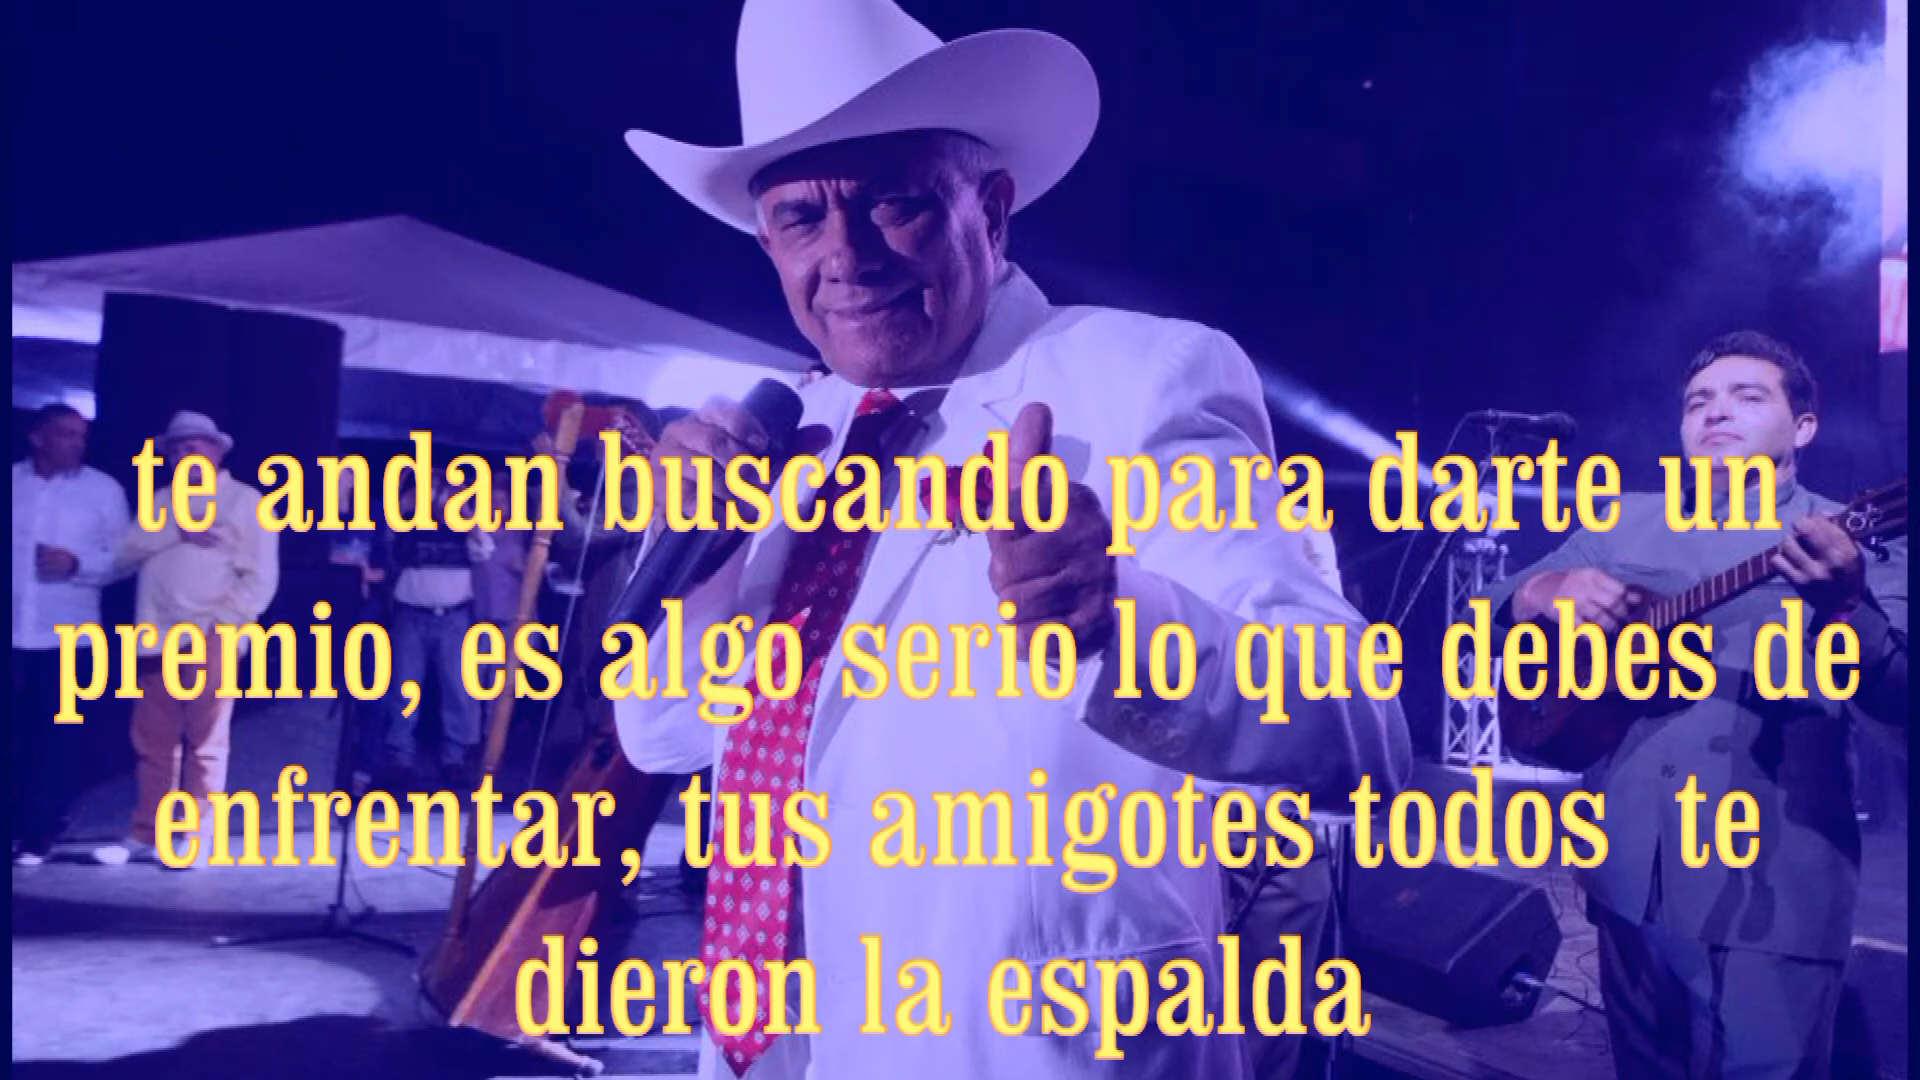 te andan buscando para darte un
premio, es algo serio lo que debes de
enfrentar, tus amigotes todos  te
dieron la espalda